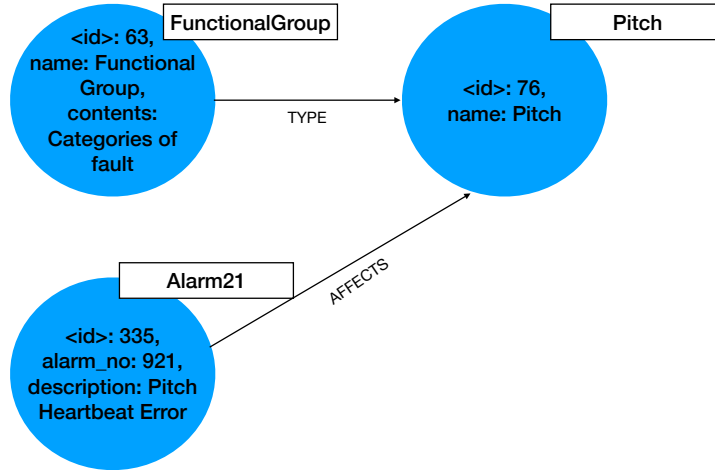 FunctionalGroup
<id>: 63,
name: Functional
Group,
contents:
Categories of
fault
TYPE
Pitch
<id>: 76,
name: Pitch
AFFECTS
Alarm21
<id>: 335,
alarm_no: 921,
description: Pitch
Heartbeat Error